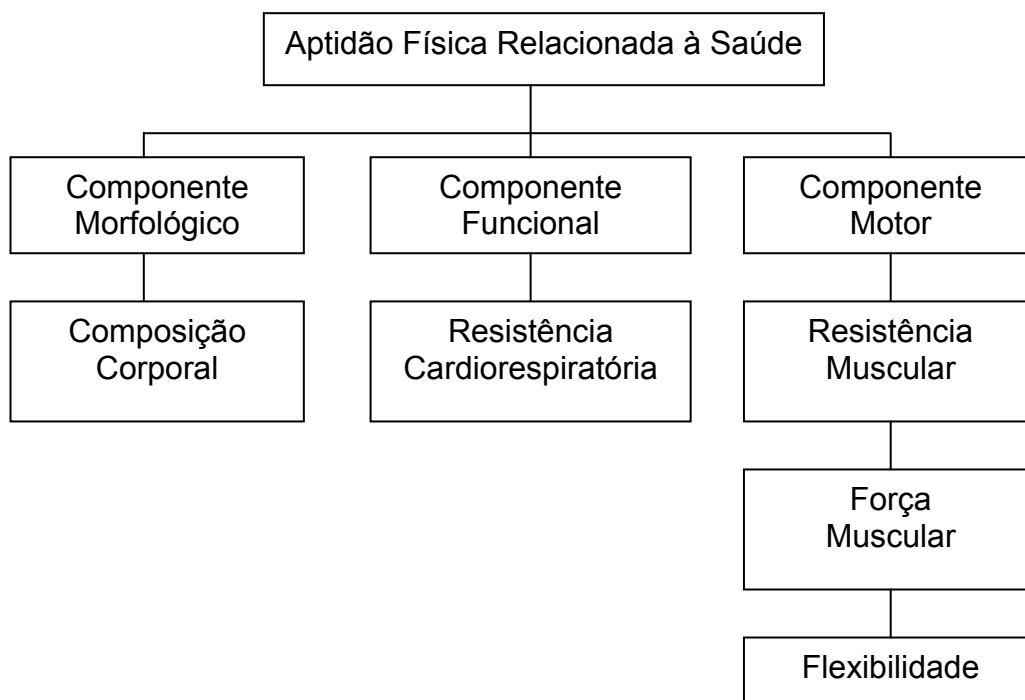 Aptidão Física Relacionada à Saúde
Componente
Morfológico
Componente
Funcional
Componente
Motor
Composição
Corporal
Resistência
Cardiorespiratória
Resistência
Muscular
Força
Muscular
Flexibilidade